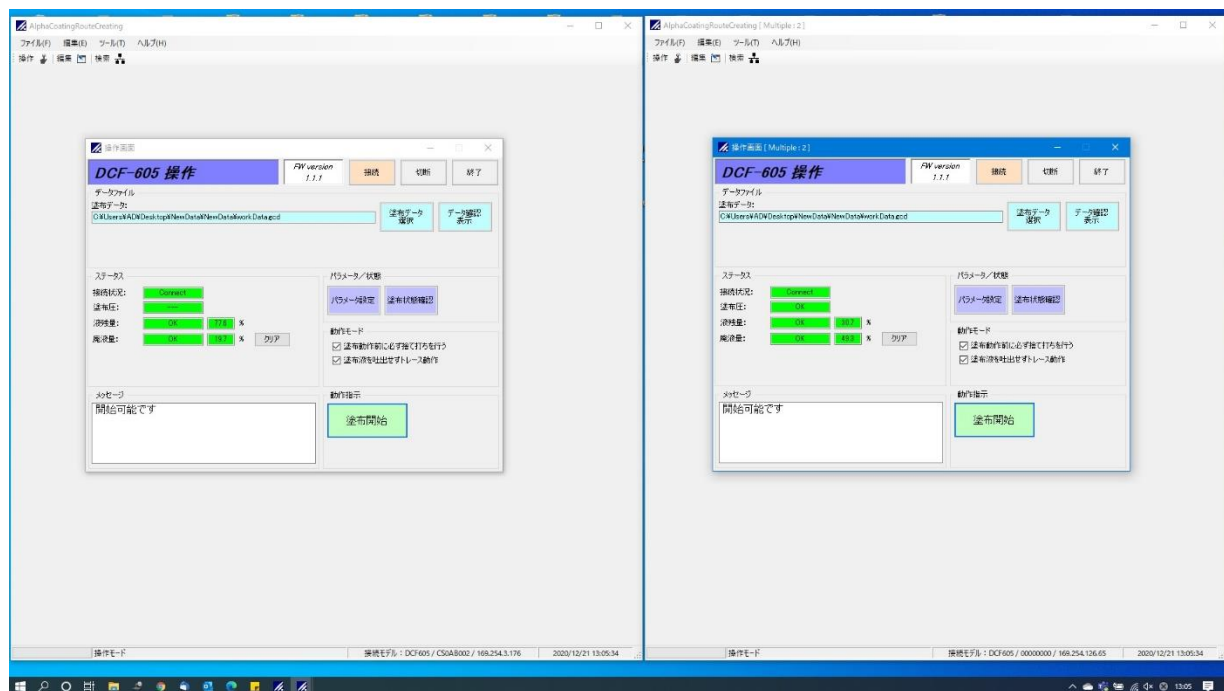 AlphaCoatingRouteCreating
ファイル(F) 編集(E) ツール(T) ヘルプ(H)
操作 編集 検索
操作画面
DCF-605 操作
FW version
1.1.1
接続
切断
終了
データファイル
塗布データ:
C:¥Users¥AD¥Desktop¥NewData¥NewData¥work Data.gcd
塗布データ
選択
データ確認
表示
ステータス
接続状況: Connect
塗布圧: ----
液残量: OK 77.8 %
廃液量: OK 19.7 % クリア
パラメータ/状態
パラメータ設定
塗布状態確認
動作モード
塗布動作前に必ず捨て打ちを行う
塗布液を吐出せずトレース動作
メッセージ
開始可能です
動作指示
塗布開始
操作モード
接続モデル:DCF605 / CS0AB002 / 169.254.3.176
2020/12/21 13:05:34
AlphaCoatingRouteCreating [ Multiple : 2 ]
ファイル(F) 編集(E) ツール(T) ヘルプ(H)
操作 編集 検索
操作画面 [ Multiple : 2 ]
DCF-605 操作
FW version
1.1.1
接続
切断
終了
データファイル
塗布データ:
C:¥Users¥AD¥Desktop¥NewData¥NewData¥work Data.gcd
塗布データ
選択
データ確認
表示
ステータス
接続状況: Connect
塗布圧: OK
液残量: OK 30.7 %
廃液量: OK 49.3 % クリア
パラメータ/状態
パラメータ設定
塗布状態確認
動作モード
塗布動作前に必ず捨て打ちを行う
塗布液を吐出せずトレース動作
メッセージ
開始可能です
動作指示
塗布開始
操作モード
接続モデル:DCF605 / 00000000 / 169.254.126.65
2020/12/21 13:05:34
13:05